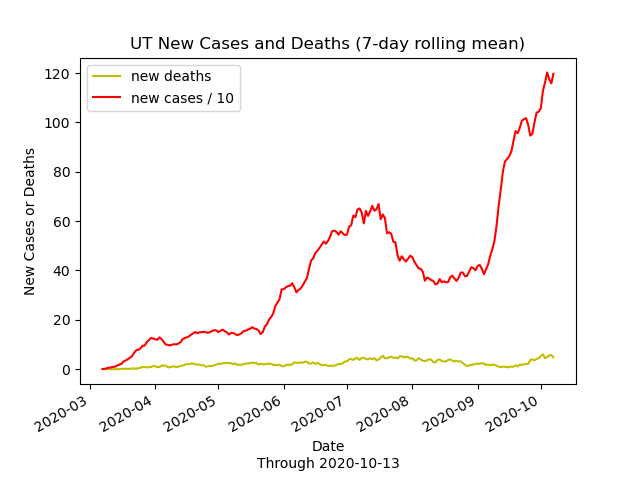 UT New Cases and Deaths (7-day rolling mean)
new deaths
new cases / 10
New Cases or Deaths
120
100
80
60
40
20
0
2020-03
2020-04
2020-05
2020-06
2020-07
2020-08
2020-09
2020-10
Date
Through 2020-10-13